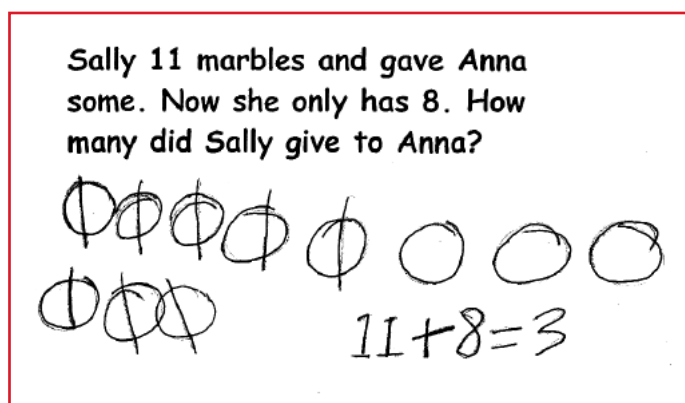 Sally 11 marbles and gave Anna
some. Now she only has 8. How
many did Sally give to Anna?
11+8=3